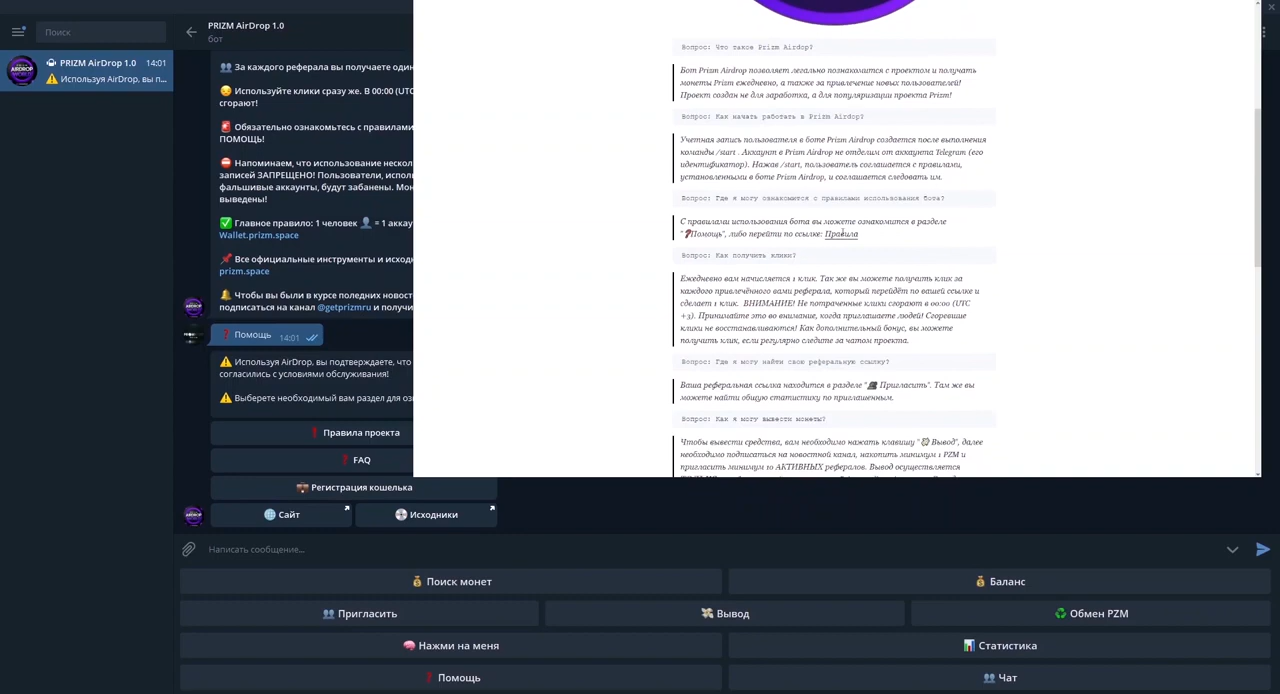 Поиск
PRIZM AirDrop 1.0 14:01
⚠️ Используя AirDrop, вы п...
PRIZM AirDrop 1.0
бот
👥 За каждого реферала вы получаете один
Используйте клики сразу же. В 00:00 (UTC
сгорают!
🚨 Обязательно ознакомьтесь с правилами
ПОМОЩЬ!
⛔ Напоминаем, что использование неско
записей ЗАПРЕЩЕНО! Пользователи, испол
фальшивые аккаунты, будут забанены. Мон
выведены!
✅ Главное правило: 1 человек 👤 = 1 аккау
Wallet.prizm.space
📌 Все официальные инструменты и исход
prizm.space
🔔 Чтобы вы были в курсе поледних новост
подписаться на канал @getprizmru и получи
❓ Помощь 14:01
⚠️ Используя AirDrop, вы подтверждаете, что
согласились с условиями обслуживания!
⚠️ Выберете необходимый вам раздел для оз
❓ Правила проекта
❓ FAQ
💼 Регистрация кошелька
🌐 Сайт
💿 Исходники
Вопрос: Что такое Prizm Airdop?
Бот Prizm Airdrop позволяет легально познакомится с проектом и получать
монеты Prizm ежедневно, а также за привлечение новых пользователей!
Проект создан не для заработка, а для популяризации проекта Prizm!
Вопрос: Как начать работать в Prizm Airdop?
Учетная запись пользователя в боте Prizm Airdrop создается после выполнения
команды /start . Аккаунт в Prizm Airdrop не отделим от аккаунта Telegram (его
идентификатор). Нажав /start, пользователь соглашается с правилами,
установленными в боте Prizm Airdrop, и соглашается следовать им.
Вопрос: Где я могу ознакомится с правилами использования бота?
С правилами использования бота вы можете ознакомится в разделе
"❓Помощь", либо перейти по ссылке: Правила
Вопрос: Как получить клики?
Ежедневно вам начисляется 1 клик. Так же вы можете получить клик за
каждого привлечённого вами реферала, который перейдёт по вашей ссылке и
сделает 1 клик. ВНИМАНИЕ! Не потраченные клики сгорают в 00:00 (UTC
+3). Принимайте это во внимание, когда приглашаете людей! Сгоревшие
клики не восстанавливаются! Как дополнительный бонус, вы можете
получить клик, если регулярно следите за чатом проекта.
Вопрос: Где я могу найти свою реферальную ссылку?
Ваша реферальная ссылка находится в разделе "👥 Пригласить". Там же вы
можете найти общую статистику по приглашенным.
Вопрос: Как я могу вывести монеты?
Чтобы вывести средства, вам необходимо нажать клавишу "💸 Вывод", далее
необходимо подписаться на новостной канал, накопить минимум 1 PZM и
пригласить минимум 10 АКТИВНЫХ рефералов. Вывод осуществляется
Написать сообщение...
💰 Поиск монет
💰 Баланс
👥 Пригласить
💸 Вывод
♻️ Обмен PZM
🧠 Нажми на меня
📊 Статистика
❓ Помощь
👥 Чат